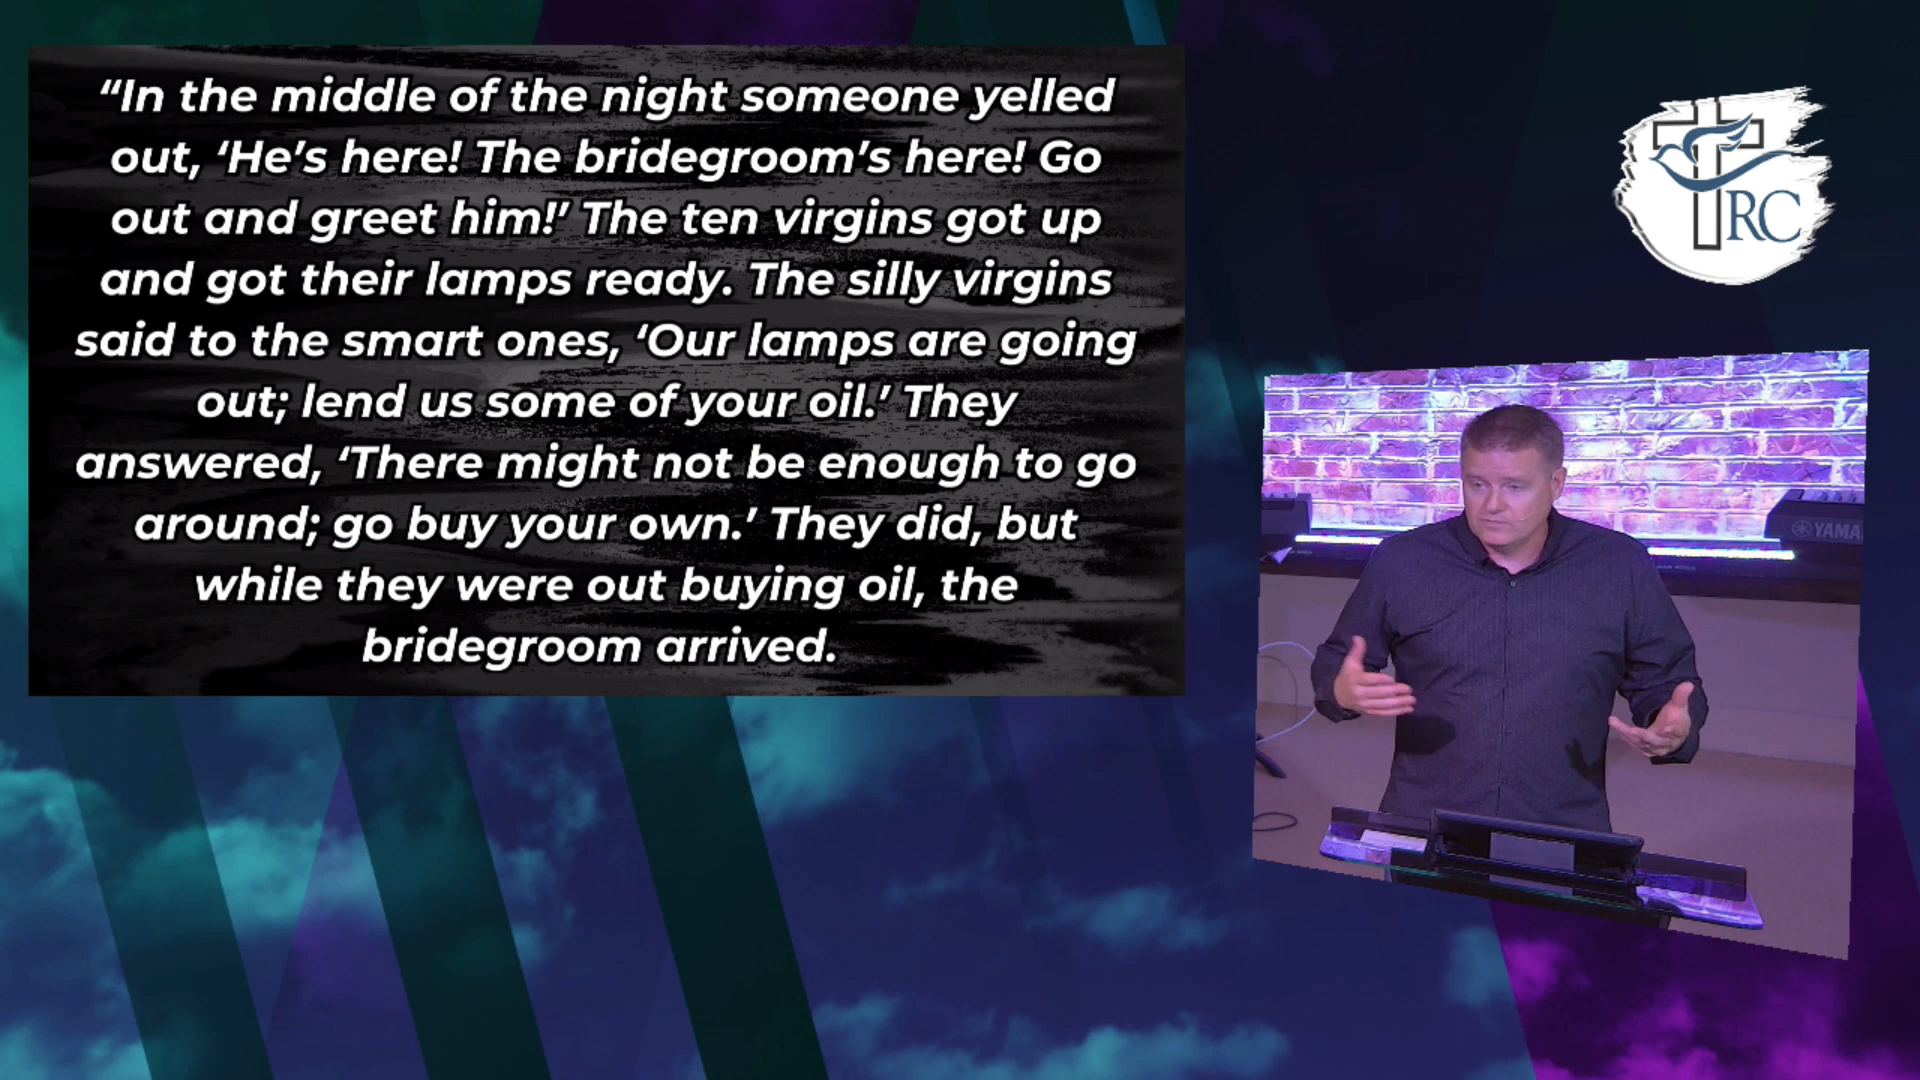 “In the middle of the night someone yelled
out, ‘He’s here! The bridegroom’s here! Go
out and greet him!’ The ten virgins got up
and got their lamps ready. The silly virgins
said to the smart ones, ‘Our lamps are going
out; lend us some of your oil.’ They
answered, ‘There might not be enough to go
around; go buy your own.’ They did, but
while they were out buying oil, the
bridegroom arrived.
RC
YAMA